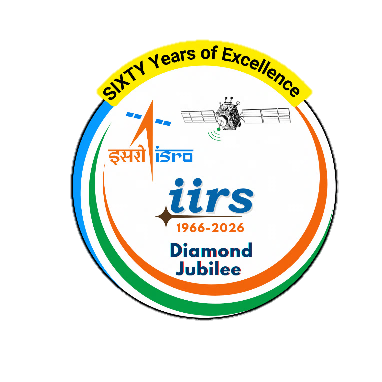 SIXTY Years of Excellence
इसरो isro
iirs
1966-2026
Diamond
Jubilee